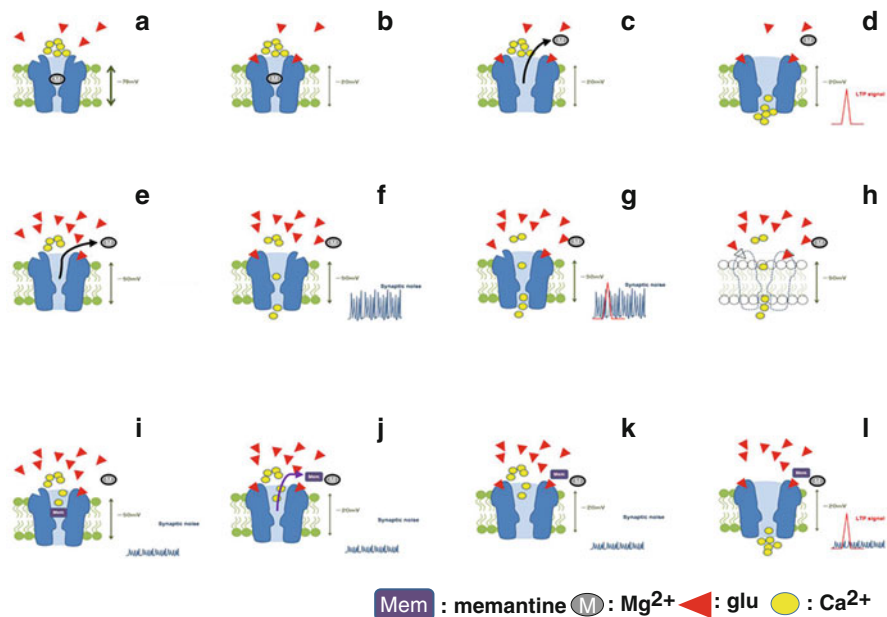 a
b
c
d
M
M
M
M
~-70mV
~-20mV
~-20mV
~-20mV
LTP signal
e
f
g
h
M
M
M
M
~-50mV
~-50mV
~-50mV
~-50mV
Synaptic noise
Synaptic noise
i
j
k
l
M
Mem
M
Mem
M
Mem
M
Mem
~-50mV
~-20mV
~-20mV
~-20mV
Synaptic noise
Synaptic noise
Synaptic noise
LTP signal
Mem : memantine M : Mg2+ : glu : Ca2+